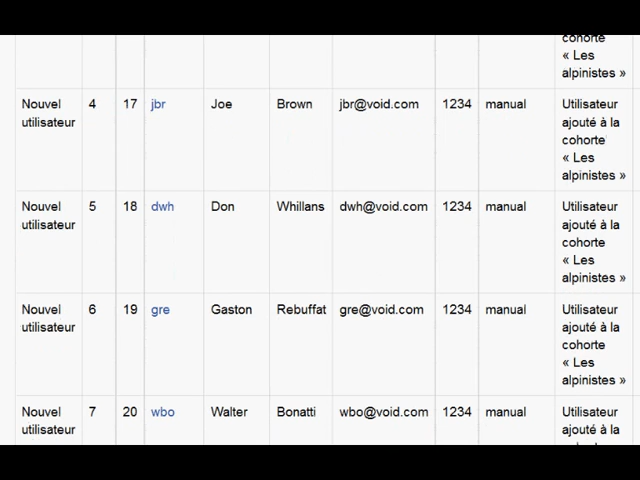 cohorte
« Les
alpinistes »
Nouvel utilisateur 4 17 jbr Joe Brown jbr@void.com 1234 manual Utilisateur
ajouté à la
cohorte
« Les
alpinistes »
Nouvel utilisateur 5 18 dwh Don Whillans dwh@void.com 1234 manual Utilisateur
ajouté à la
cohorte
« Les
alpinistes »
Nouvel utilisateur 6 19 gre Gaston Rebuffat gre@void.com 1234 manual Utilisateur
ajouté à la
cohorte
« Les
alpinistes »
Nouvel utilisateur 7 20 wbo Walter Bonatti wbo@void.com 1234 manual Utilisateur
ajouté à la